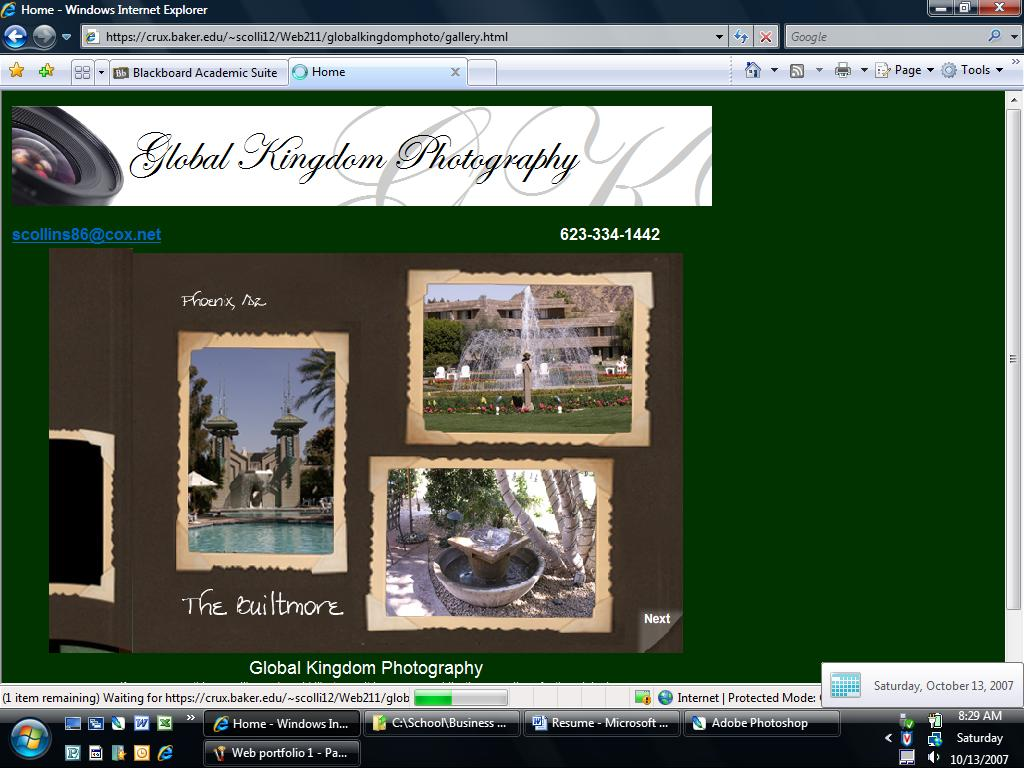 Home - Windows Internet Explorer
https://crux.baker.edu/~scolli12/Web211/globalkingdomphoto/gallery.html
Google
Blackboard Academic Suite
Home
Page
Tools
Global Kingdom Photography
scollins86@cox.net
623-334-1442
Phoenix, Az
The Builtmore
Next
Global Kingdom Photography
(1 item remaining) Waiting for https://crux.baker.edu/~scolli12/Web211/glob
Internet | Protected Mode:
Saturday, October 13, 2007
Home - Windows In...
C:\School\Business ...
Resume - Microsoft ...
Adobe Photoshop
Web portfolio 1 - Pa...
8:29 AM
Saturday
10/13/2007